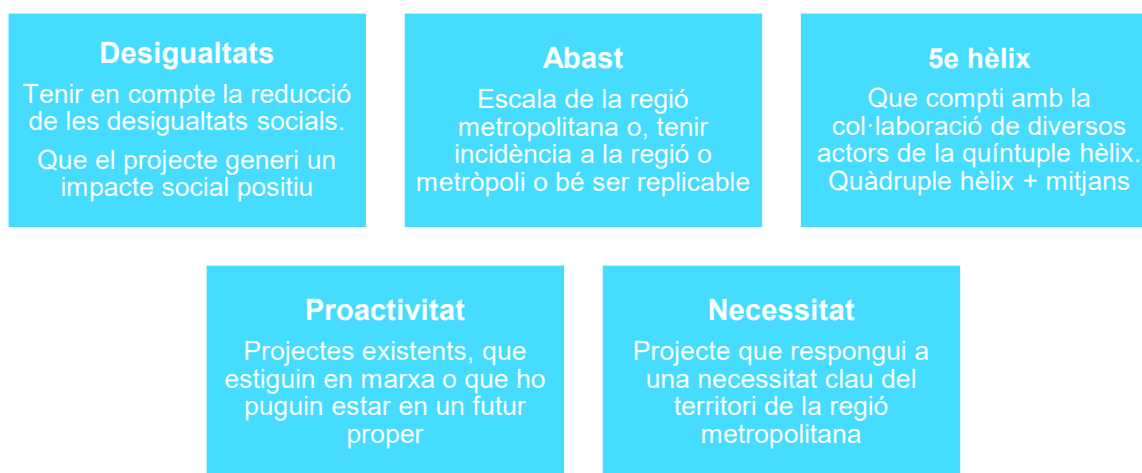 Desigualtats
Tenir en compte la reducció
de les desigualtats socials.
Que el projecte generi un
impacte social positiu
Abast
Escala de la regió
metropolitana o, tenir
incidència a la regió o
metròpoli o bé ser replicable
5e hèlix
Que compti amb la
col·laboració de diversos
actors de la quíntuple hèlix.
Quàdruple hèlix + mitjans
Proactivitat
Projectes existents, que
estiguin en marxa o que ho
puguin estar en un futur
proper
Necessitat
Projecte que respongui a
una necessitat clau del
territori de la regió
metropolitana